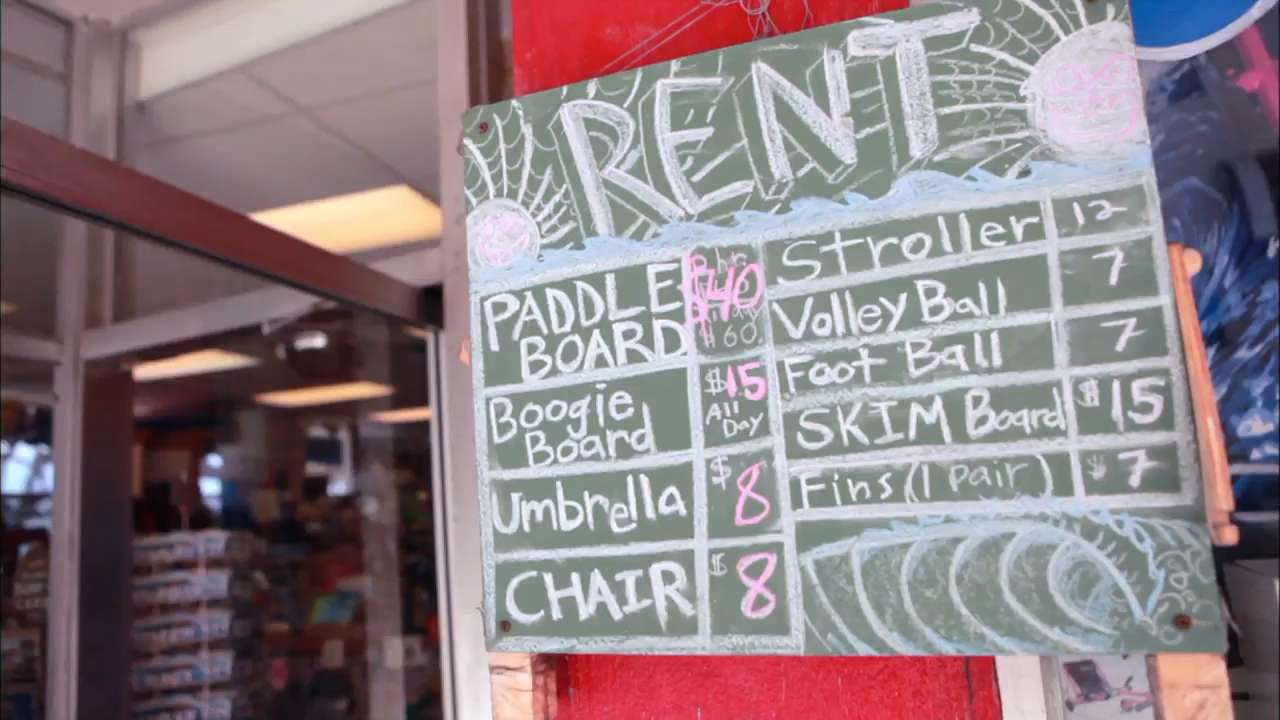 RENT
PADDLE
BOARD
$40
Boogie
Board
$15
All
Day
Umbrella
$8
CHAIR
$8
Stroller 12
Volley Ball 7
Foot Ball 7
SKIM Board $15
Fins (1 pair) $7